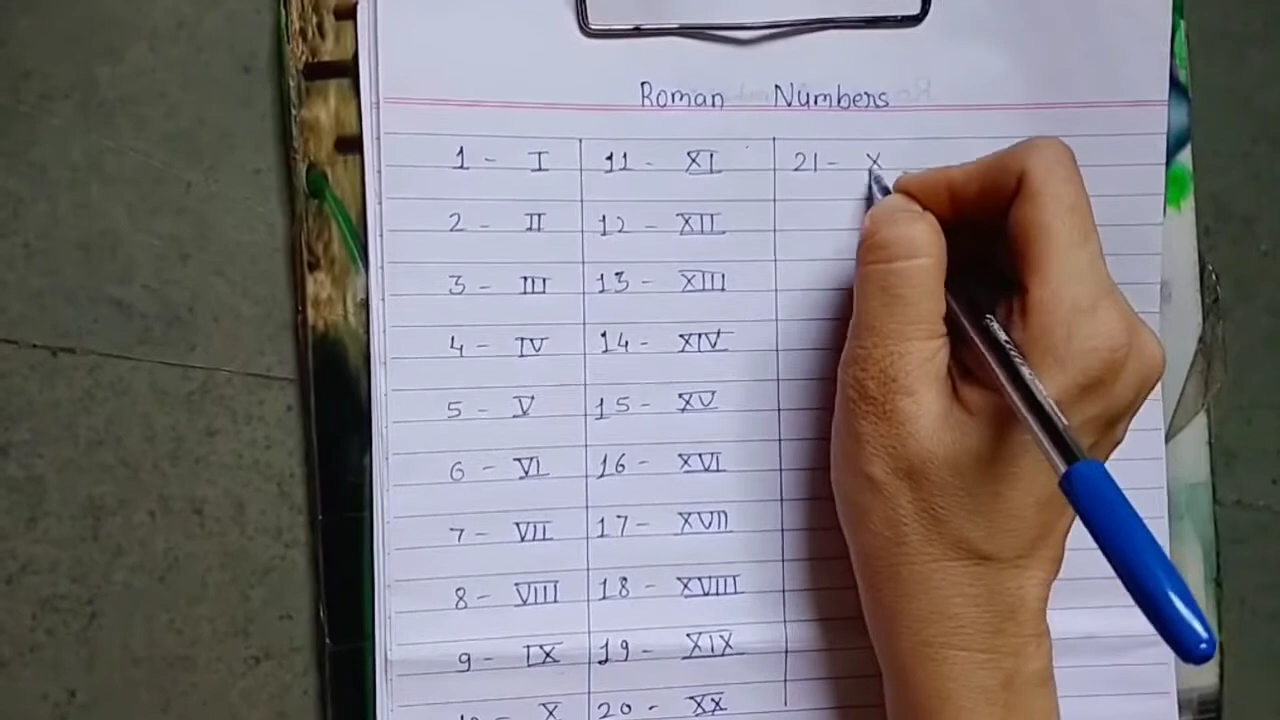 Roman Numbers
1 - I 11 - XI 21 - X
2 - II 12 - XII
3 - III 13 - XIII
4 - IV 14 - XIV
5 - V 15 - XV
6 - VI 16 - XVI
7 - VII 17 - XVII
8 - VIII 18 - XVIII
9 - IX 19 - XIX
10 - X 20 - XX